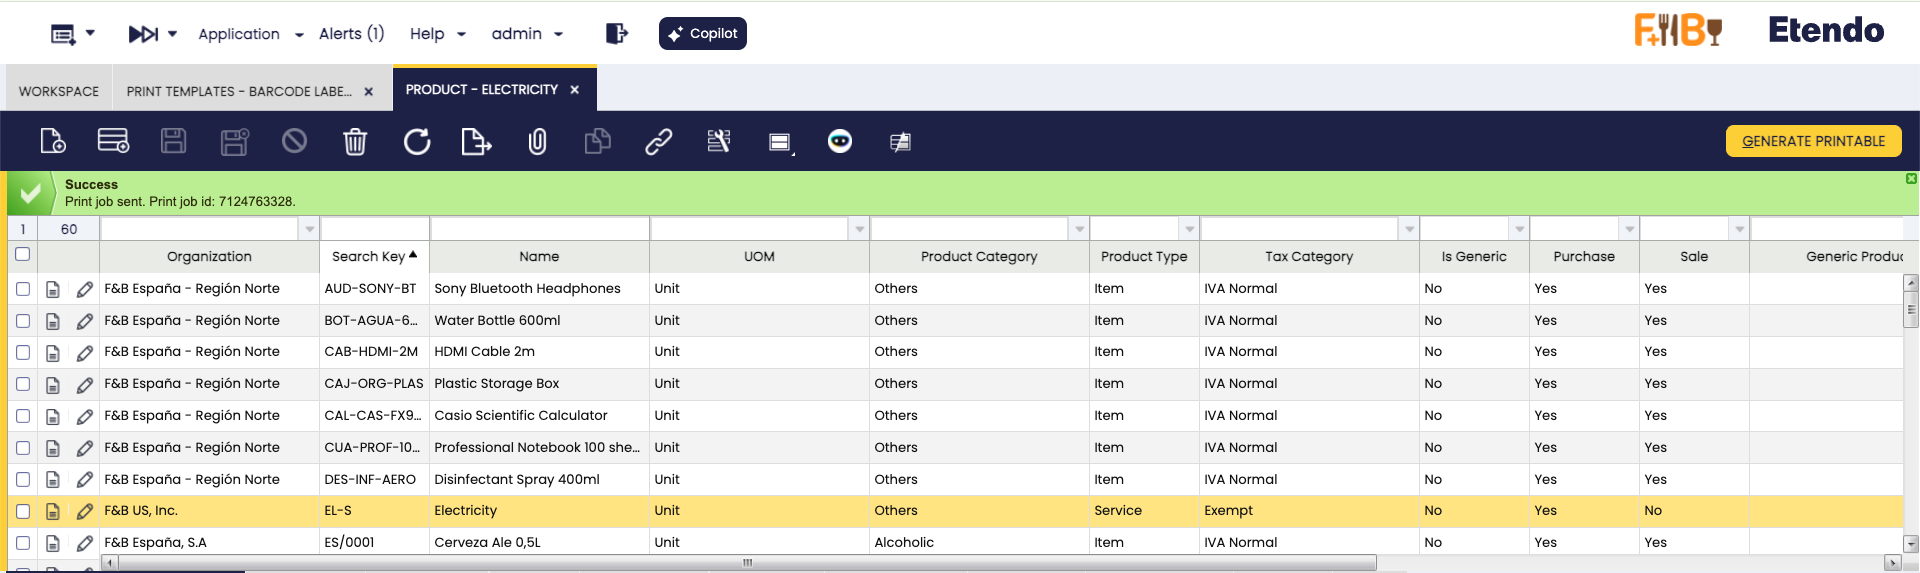 Application Alerts (1) Help admin Copilot F+B Etendo
WORKSPACE PRINT TEMPLATES - BARCODE LABE... PRODUCT - ELECTRICITY
GENERATE PRINTABLE
Success
Print job sent. Print job id: 7124763328.
1 60
Organization Search Key Name UOM Product Category Product Type Tax Category Is Generic Purchase Sale Generic Produc
F&B España - Región Norte AUD-SONY-BT Sony Bluetooth Headphones Unit Others Item IVA Normal No Yes Yes
F&B España - Región Norte BOT-AGUA-6... Water Bottle 600ml Unit Others Item IVA Normal No Yes Yes
F&B España - Región Norte CAB-HDMI-2M HDMI Cable 2m Unit Others Item IVA Normal No Yes Yes
F&B España - Región Norte CAJ-ORG-PLAS Plastic Storage Box Unit Others Item IVA Normal No Yes Yes
F&B España - Región Norte CAL-CAS-FX9... Casio Scientific Calculator Unit Others Item IVA Normal No Yes Yes
F&B España - Región Norte CUA-PROF-10... Professional Notebook 100 she... Unit Others Item IVA Normal No Yes Yes
F&B España - Región Norte DES-INF-AERO Disinfectant Spray 400ml Unit Others Item IVA Normal No Yes Yes
F&B US, Inc. EL-S Electricity Unit Others Service Exempt No Yes No
F&B España, S.A ES/0001 Cerveza Ale 0,5L Unit Alcoholic Item IVA Normal No Yes Yes